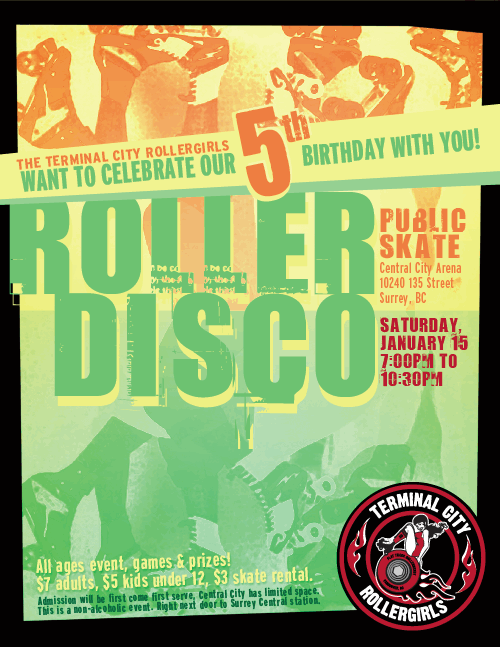 THE TERMINAL CITY ROLLERGIRLS
WANT TO CELEBRATE OUR 5th BIRTHDAY WITH YOU!
ROLLER
DISCO
PUBLIC
SKATE
Central City Arena
10240 135 Street
Surrey, BC
SATURDAY,
JANUARY 15
7:00PM TO
10:30PM
All ages event, games & prizes!
$7 adults, $5 kids under 12, $3 skate rental.
Admission will be first come first serve, Central City has limited space.
This is a non-alcoholic event. Right next door to Surrey Central station.
TERMINAL CITY
ROLLERGIRLS